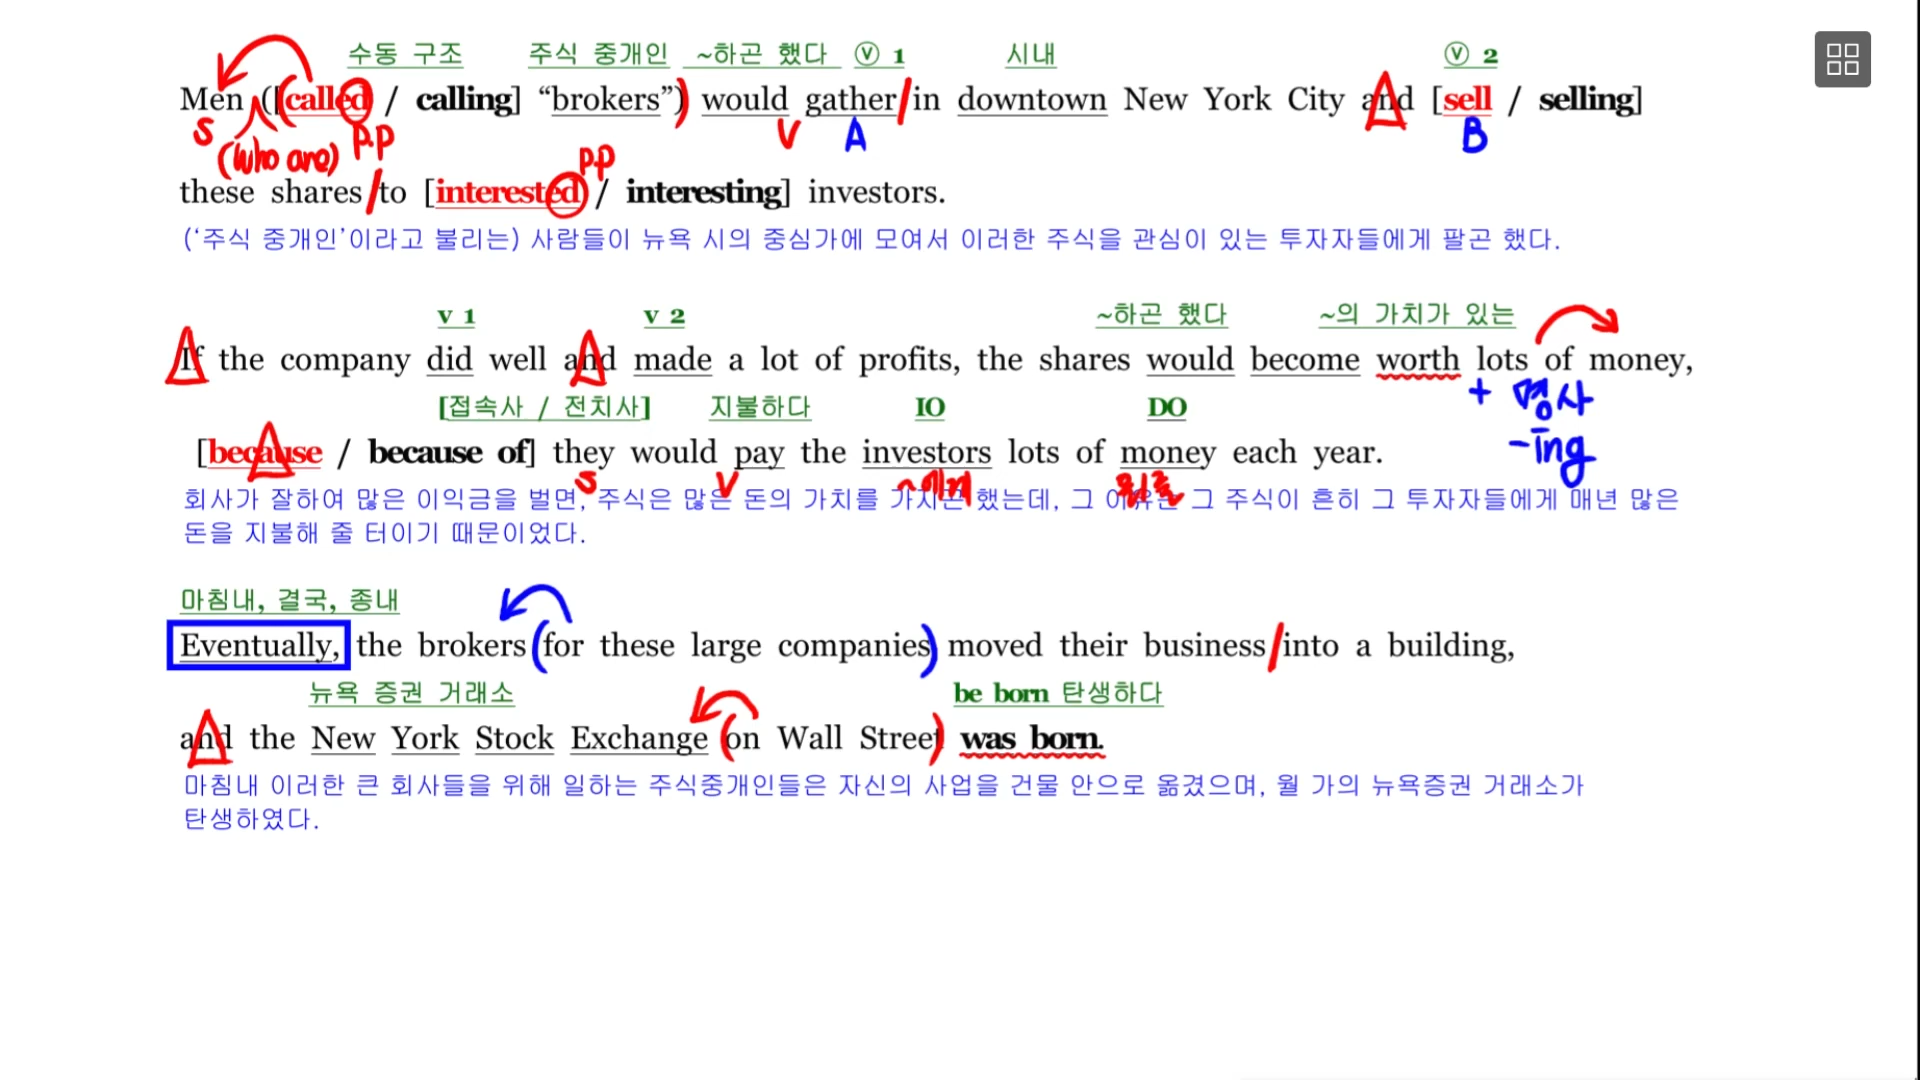 수동 구조 주식 중개인 ~하곤 했다 ⓥ 1 시내 ⓥ 2
Men ([called / calling] “brokers”) would gather / in downtown New York City and [sell / selling]
s (who are) p.p v A B
p.p
these shares / to [interested / interesting] investors.
(‘주식 중개인’이라고 불리는) 사람들이 뉴욕 시의 중심가에 모여서 이러한 주식을 관심이 있는 투자자들에게 팔곤 했다.
v 1 v 2 ~하곤 했다 ~의 가치가 있는
If the company did well and made a lot of profits, the shares would become worth lots of money,
+ 명사
-ing
[접속사 / 전치사] 지불하다 IO DO
[because / because of] they would pay the investors lots of money each year.
s v ~에게 을/를
회사가 잘하여 많은 이익금을 벌면, 주식은 많은 돈의 가치를 가지곤 했는데, 그 이유는 그 주식이 흔히 그 투자자들에게 매년 많은
돈을 지불해 줄 터이기 때문이었다.
마침내, 결국, 종내
Eventually, the brokers (for these large companies) moved their business / into a building,
뉴욕 증권 거래소 be born 탄생하다
and the New York Stock Exchange (on Wall Street) was born.
마침내 이러한 큰 회사들을 위해 일하는 주식중개인들은 자신의 사업을 건물 안으로 옮겼으며, 월 가의 뉴욕증권 거래소가
탄생하였다.